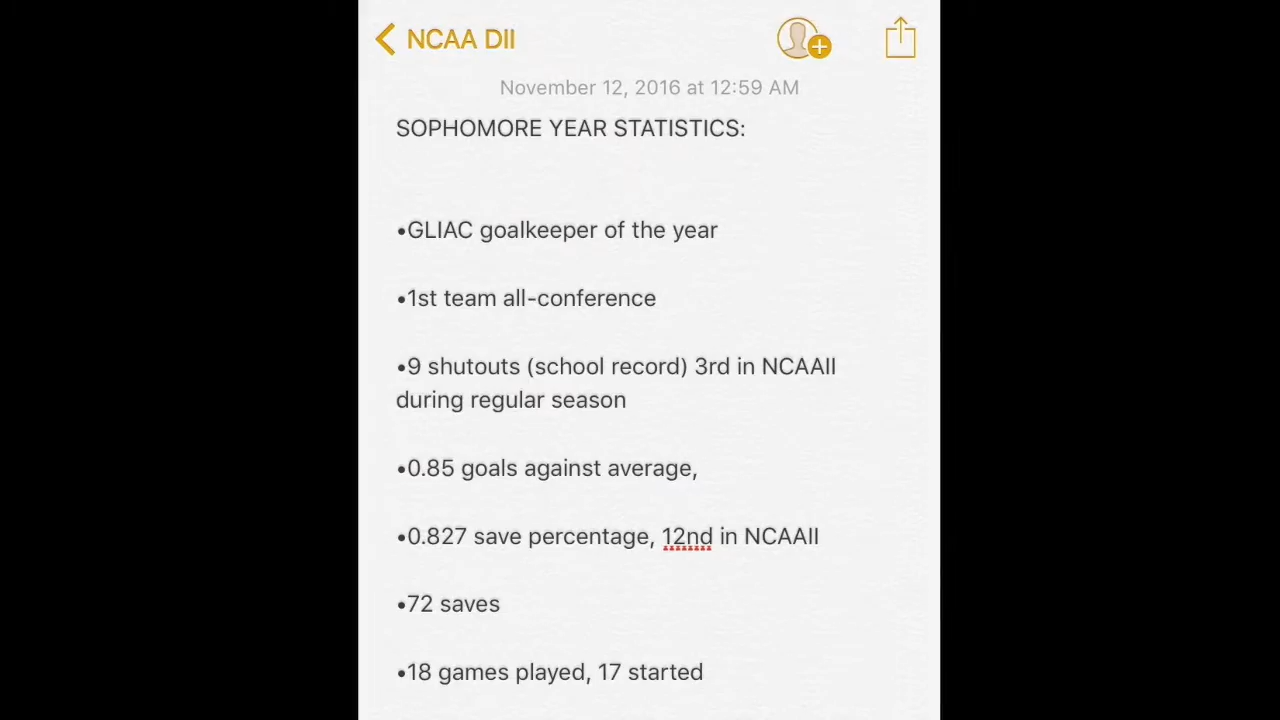 NCAA DII
November 12, 2016 at 12:59 AM
SOPHOMORE YEAR STATISTICS:
•GLIAC goalkeeper of the year
•1st team all-conference
•9 shutouts (school record) 3rd in NCAAII
during regular season
•0.85 goals against average,
•0.827 save percentage, 12nd in NCAAII
•72 saves
•18 games played, 17 started